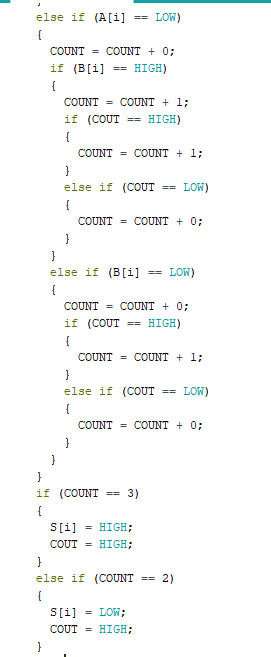 else if (A[i] == LOW)
{
COUNT = COUNT + 0;
if (B[i] == HIGH)
{
COUNT = COUNT + 1;
if (COUT == HIGH)
{
COUNT = COUNT + 1;
}
else if (COUT == LOW)
{
COUNT = COUNT + 0;
}
}
else if (B[i] == LOW)
{
COUNT = COUNT + 0;
if (COUT == HIGH)
{
COUNT = COUNT + 1;
}
else if (COUT == LOW)
{
COUNT = COUNT + 0;
}
}
}
if (COUNT == 3)
{
S[i] = HIGH;
COUT = HIGH;
}
else if (COUNT == 2)
{
S[i] = LOW;
COUT = HIGH;
}